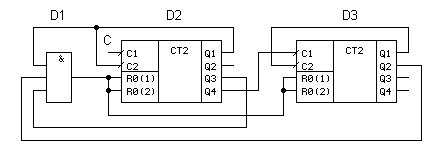 D1 D2 D3
C
& C1 CT2 Q1 C1 CT2 Q1
C2 Q2 C2 Q2
R0(1) Q3 R0(1) Q3
R0(2) Q4 R0(2) Q4